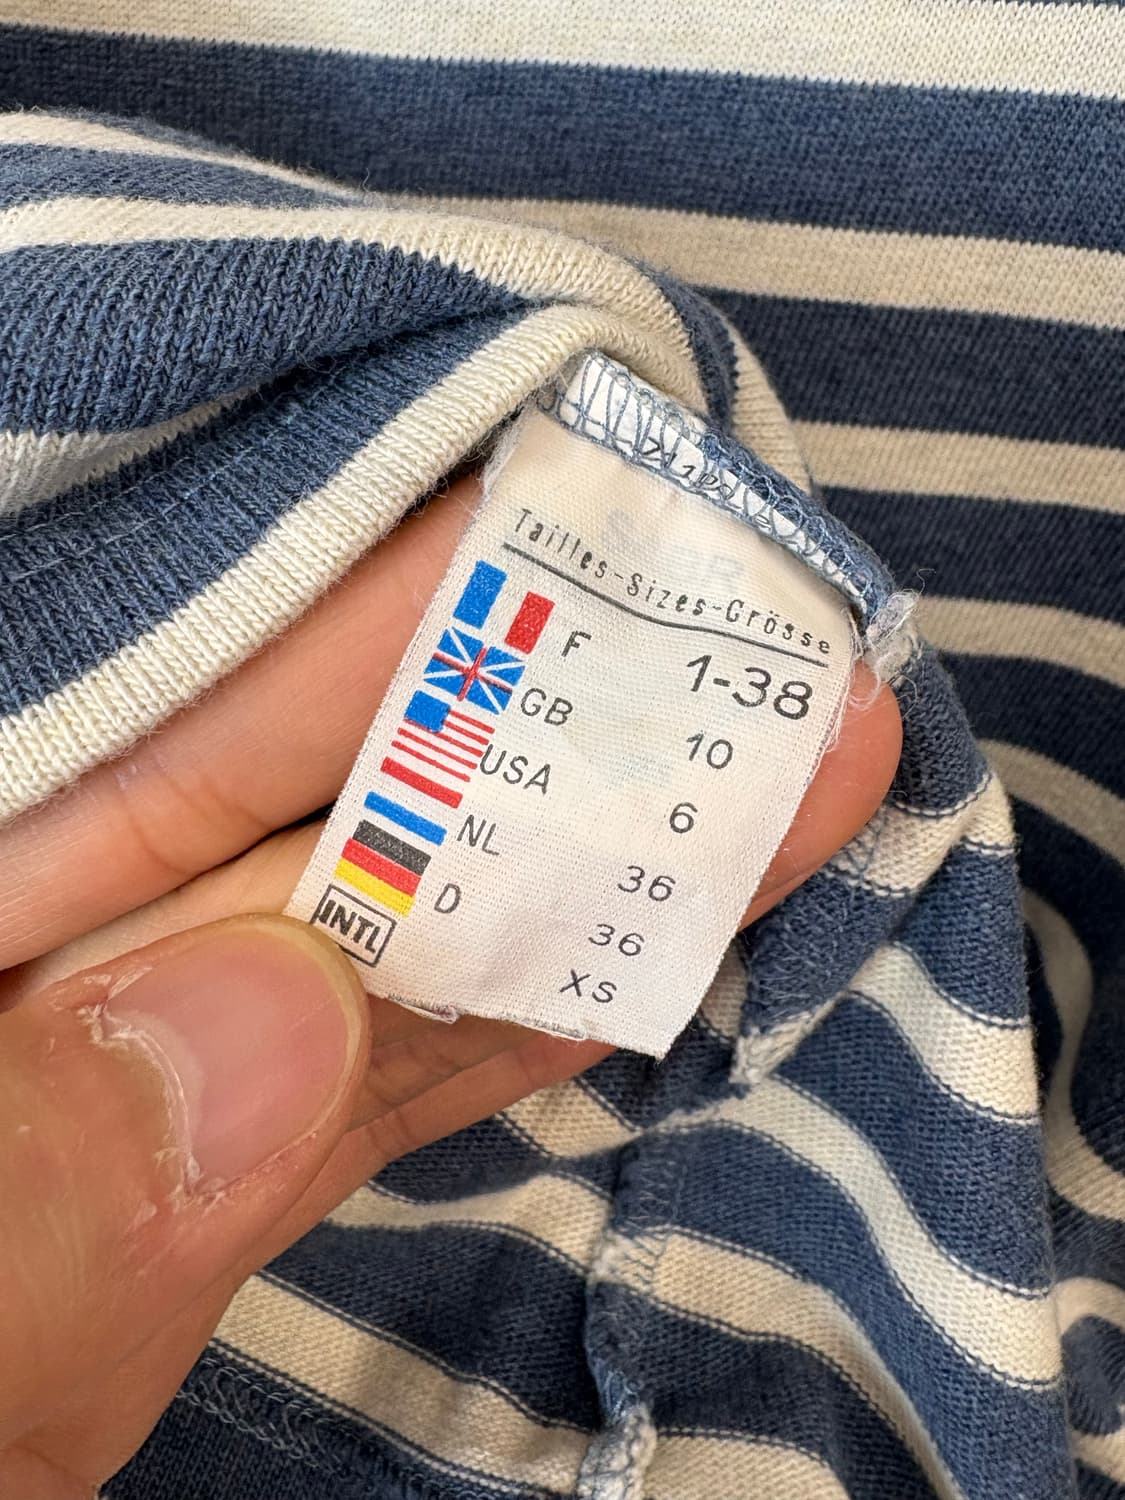 Tailles-Sizes-Grösse
F 1-38
GB 10
USA 6
NL 36
D 36
INTL XS